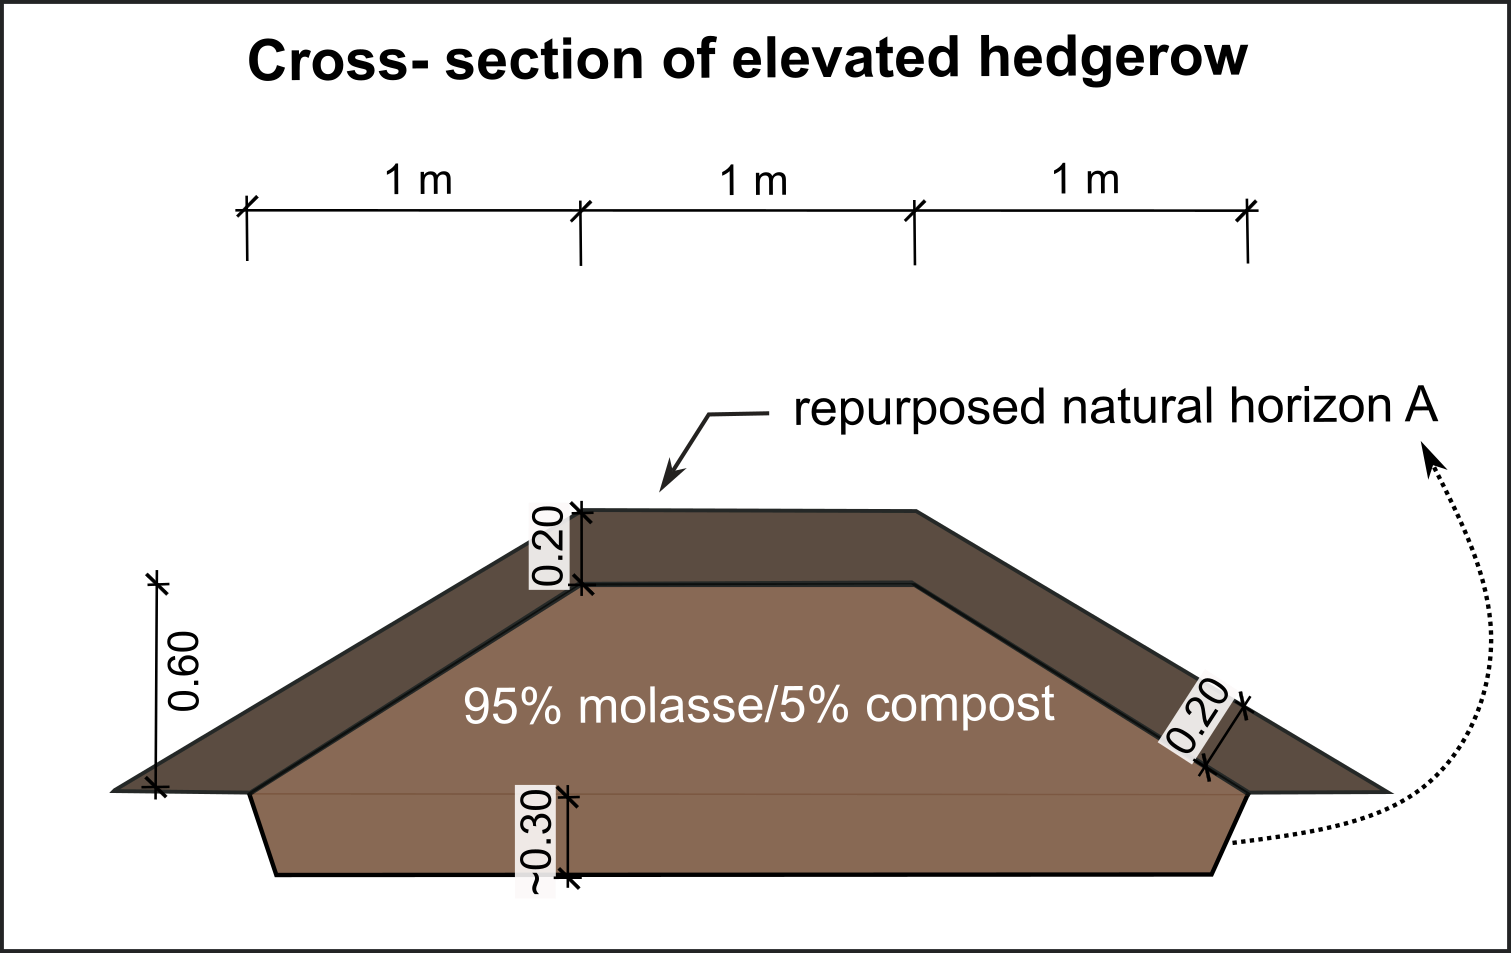 Cross- section of elevated hedgerow
1 m
1 m
1 m
repurposed natural horizon A
0.20
0.60
95% molasse/5% compost
0.20
~0.30